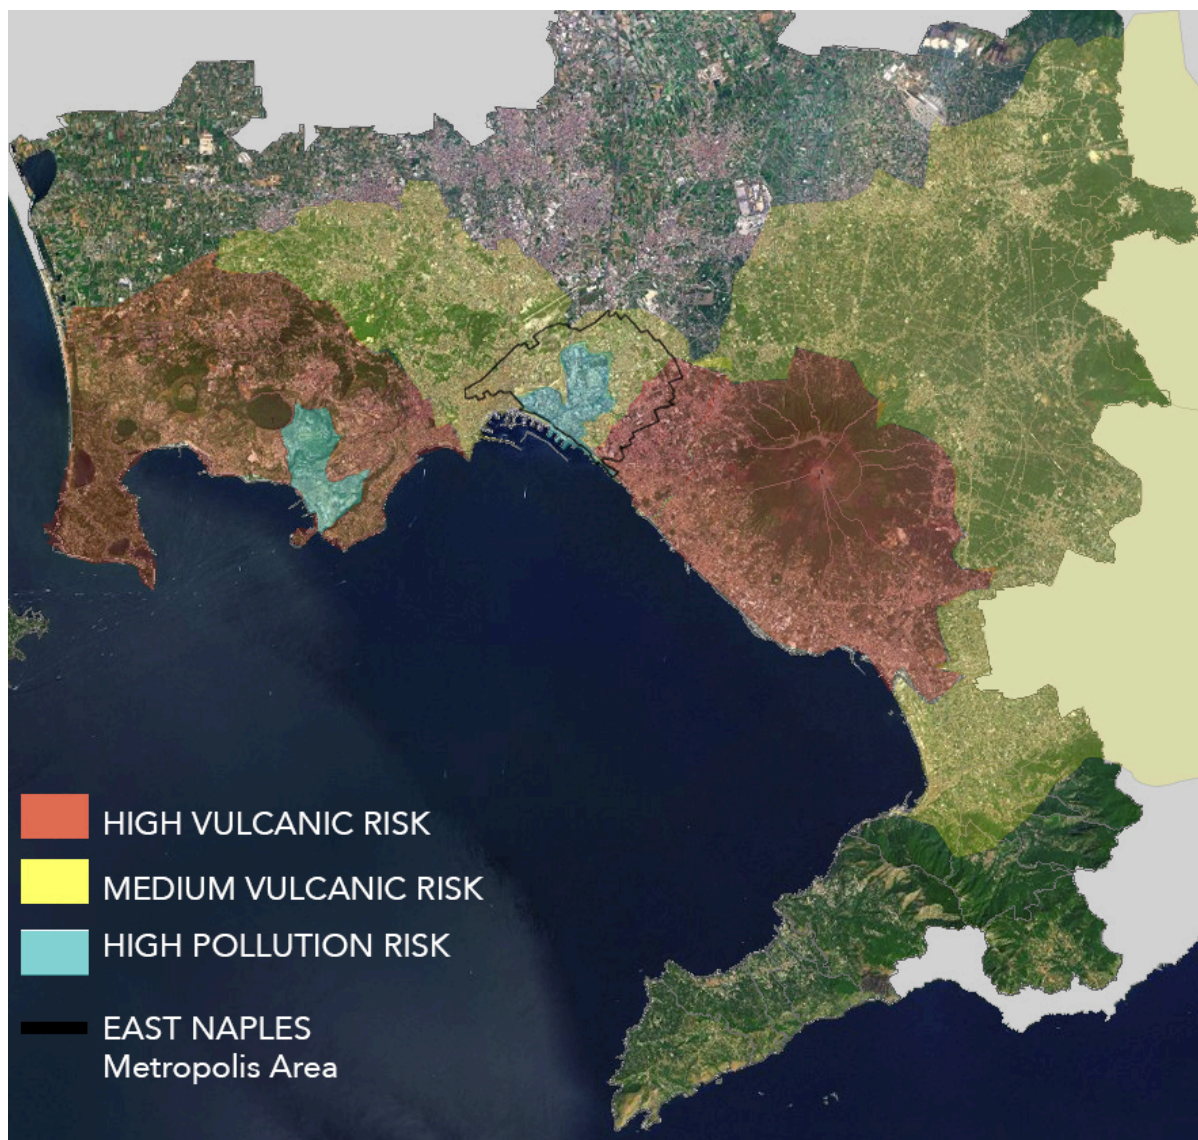 HIGH VULCANIC RISK
MEDIUM VULCANIC RISK
HIGH POLLUTION RISK
EAST NAPLES
Metropolis Area